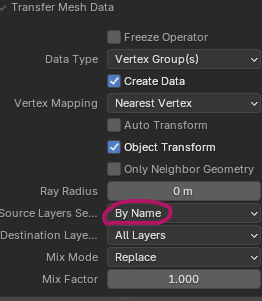 Transfer Mesh Data
Freeze Operator
Data Type Vertex Group(s)
Create Data
Vertex Mapping Nearest Vertex
Auto Transform
Object Transform
Only Neighbor Geometry
Ray Radius 0 m
Source Layers Se... By Name
Destination Laye... All Layers
Mix Mode Replace
Mix Factor 1.000